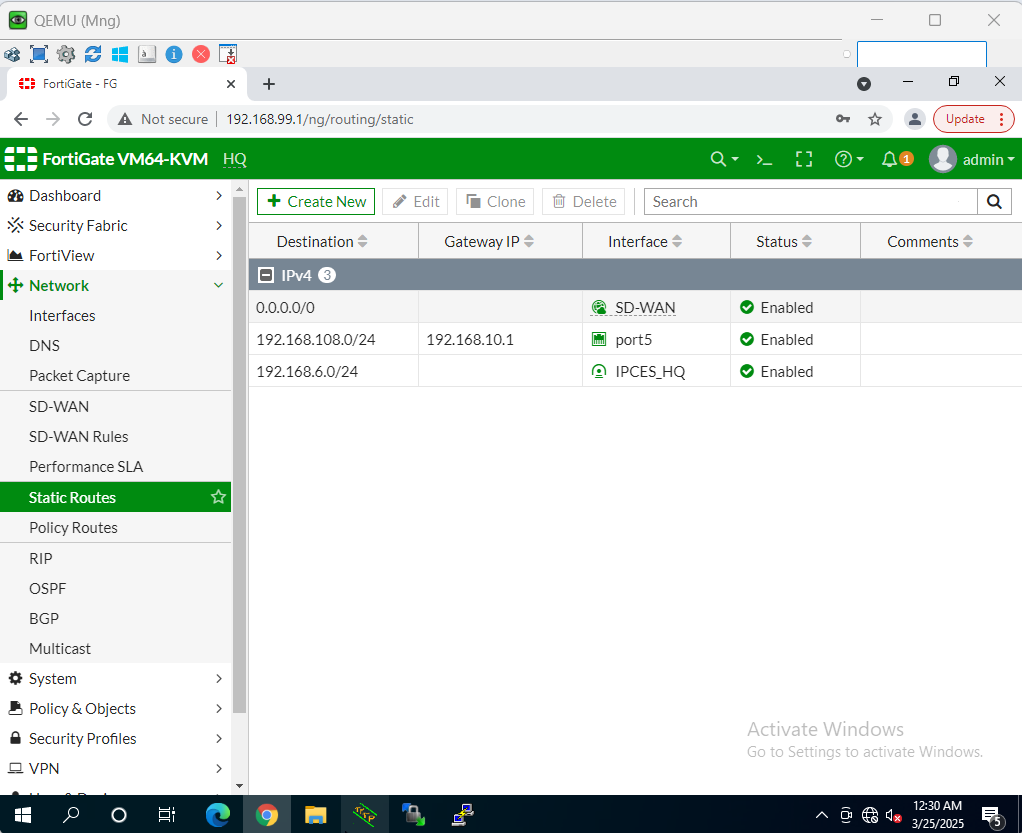 QEMU (Mng)
FortiGate - FG
Not secure 192.168.99.1/ng/routing/static Update
FortiGate VM64-KVM HQ 1 admin
Dashboard
Security Fabric
FortiView
Network
Interfaces
DNS
Packet Capture
SD-WAN
SD-WAN Rules
Performance SLA
Static Routes
Policy Routes
RIP
OSPF
BGP
Multicast
System
Policy & Objects
Security Profiles
VPN
Create New Edit Clone Delete Search
Destination Gateway IP Interface Status Comments
IPv4 3
0.0.0.0/0 SD-WAN Enabled
192.168.108.0/24 192.168.10.1 port5 Enabled
192.168.6.0/24 IPCES_HQ Enabled
Activate Windows
Go to Settings to activate Windows.
12:30 AM
3/25/2025
5